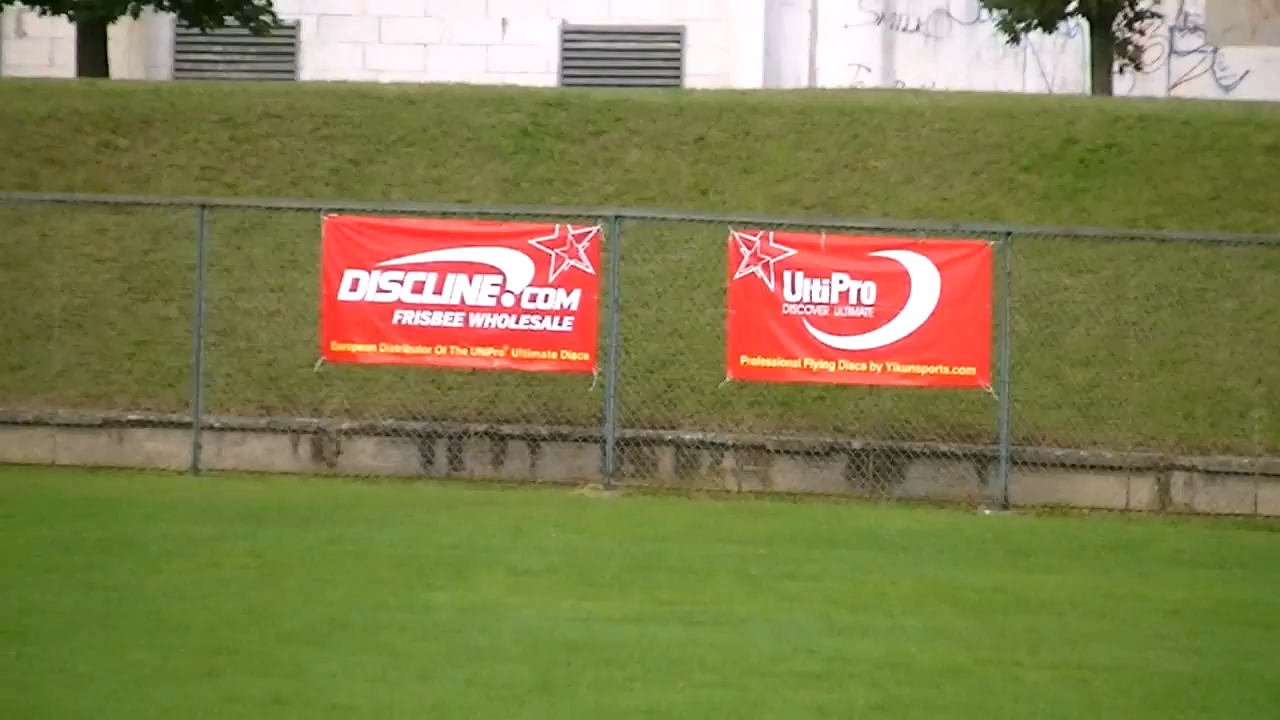 DISCLINE.COM
FRISBEE WHOLESALE
European Distributor Of The UltiPro® Ultimate Discs
UltiPro
DISCOVER ULTIMATE
Professional Flying Discs by Yikunsports.com